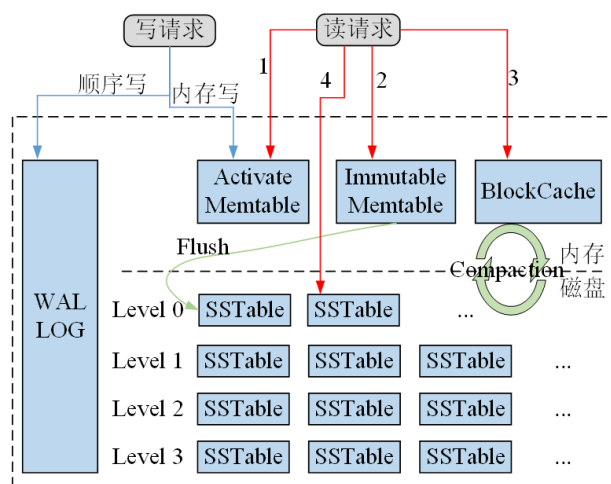 写请求
读请求
1
4
2
3
顺序写
内存写
Activate
Memtable
Immutable
Memtable
BlockCache
Flush
Compaction
内存
磁盘
WAL
LOG
Level 0
SSTable
SSTable
...
Level 1
SSTable
SSTable
SSTable
...
Level 2
SSTable
SSTable
SSTable
...
Level 3
SSTable
SSTable
SSTable
...